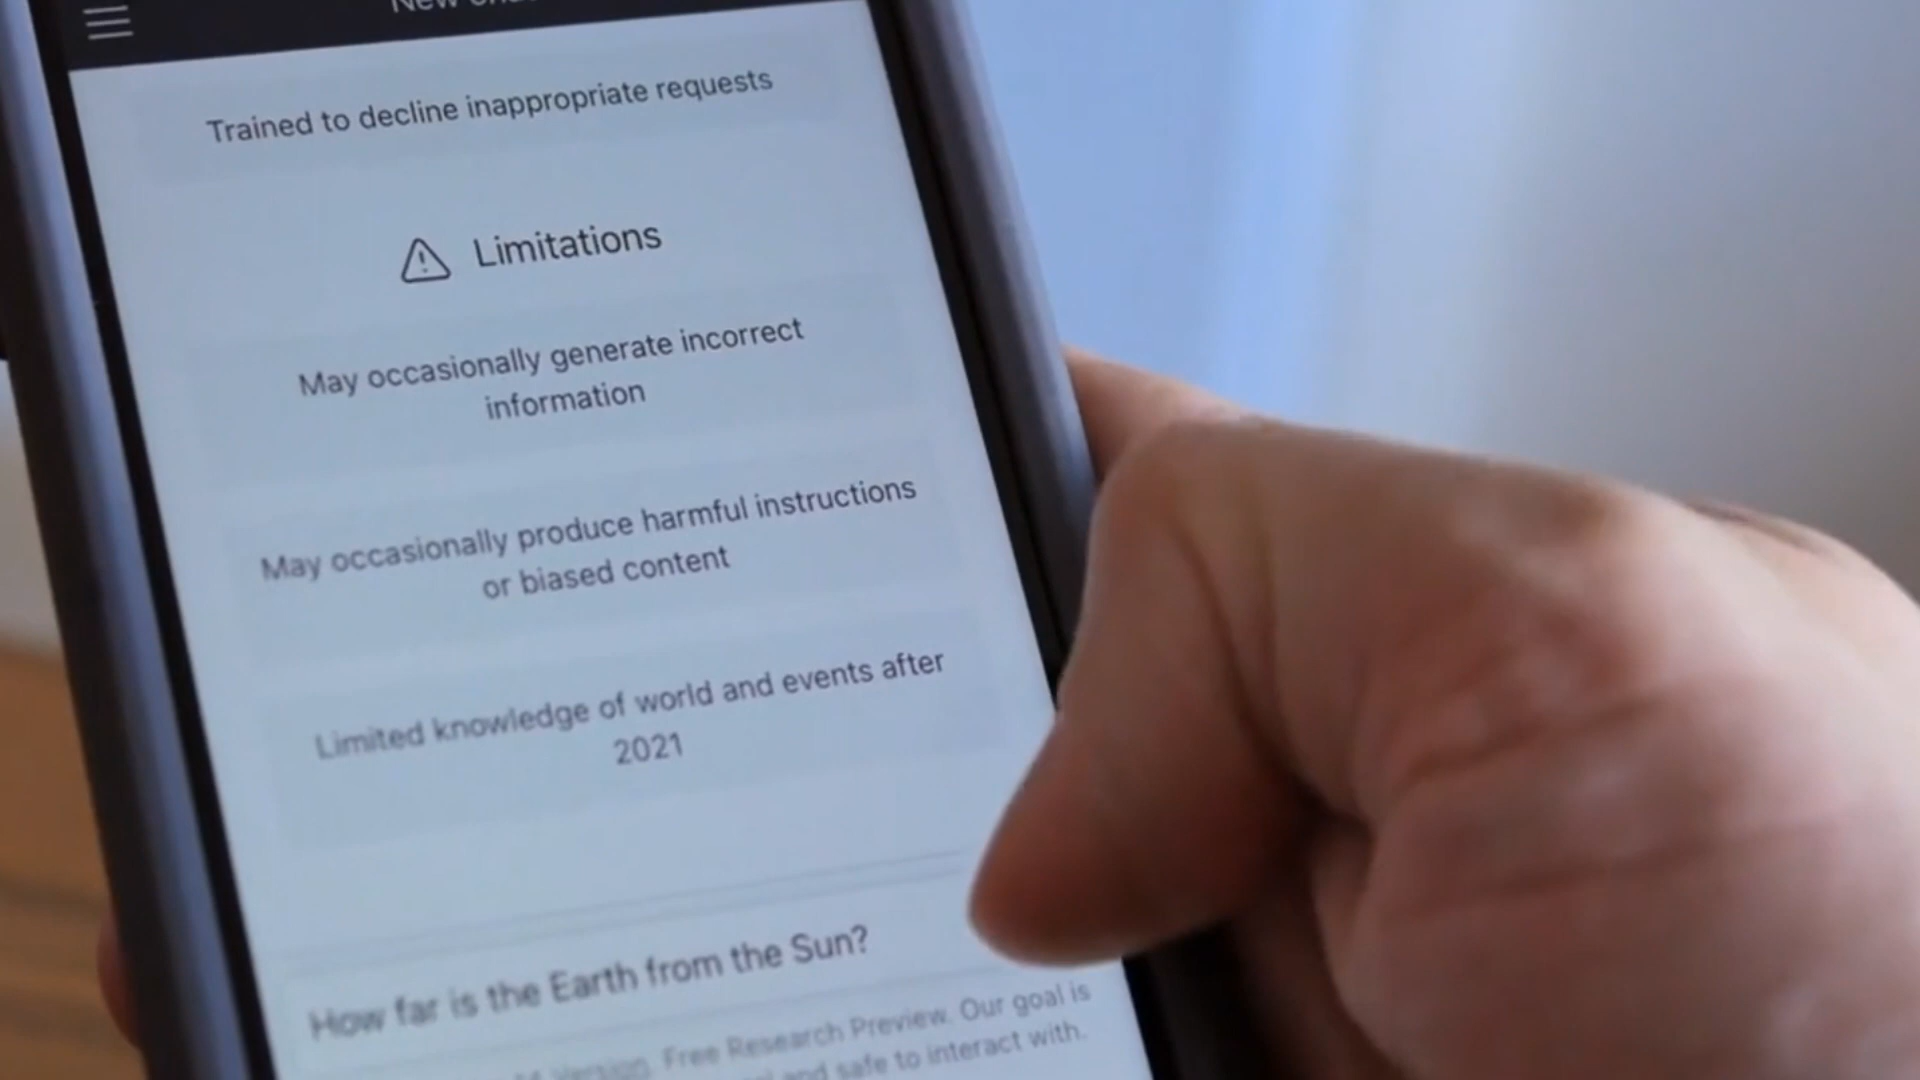 New
Trained to decline inappropriate requests
Limitations
May occasionally generate incorrect
information
May occasionally produce harmful instructions
or biased content
Limited knowledge of world and events after
2021
How far is the Earth from the Sun?
Version. Free Research Preview. Our goal is
and safe to interact with.